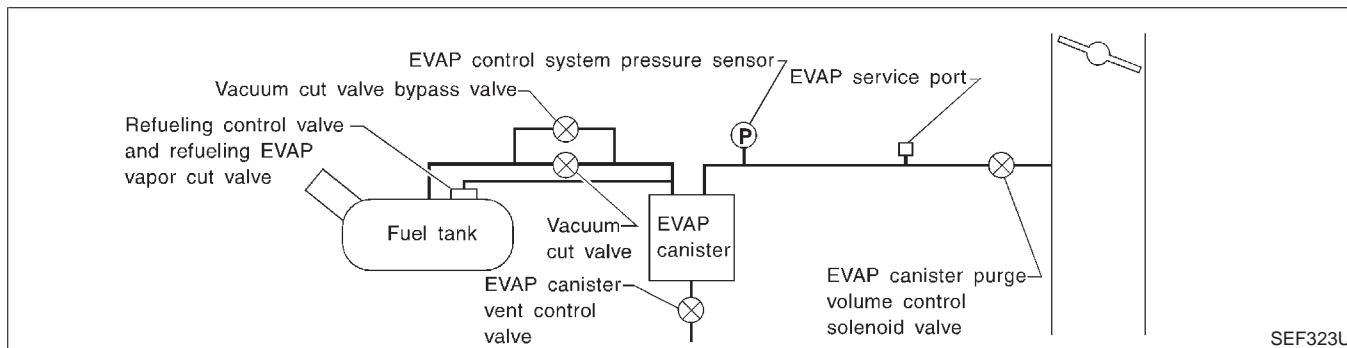 EVAP control system pressure sensor
EVAP service port
Vacuum cut valve bypass valve
Refueling control valve
and refueling EVAP
vapor cut valve
P
Fuel tank
Vacuum
cut valve
EVAP
canister
EVAP canister
vent control
valve
EVAP canister purge
volume control
solenoid valve
SEF323U